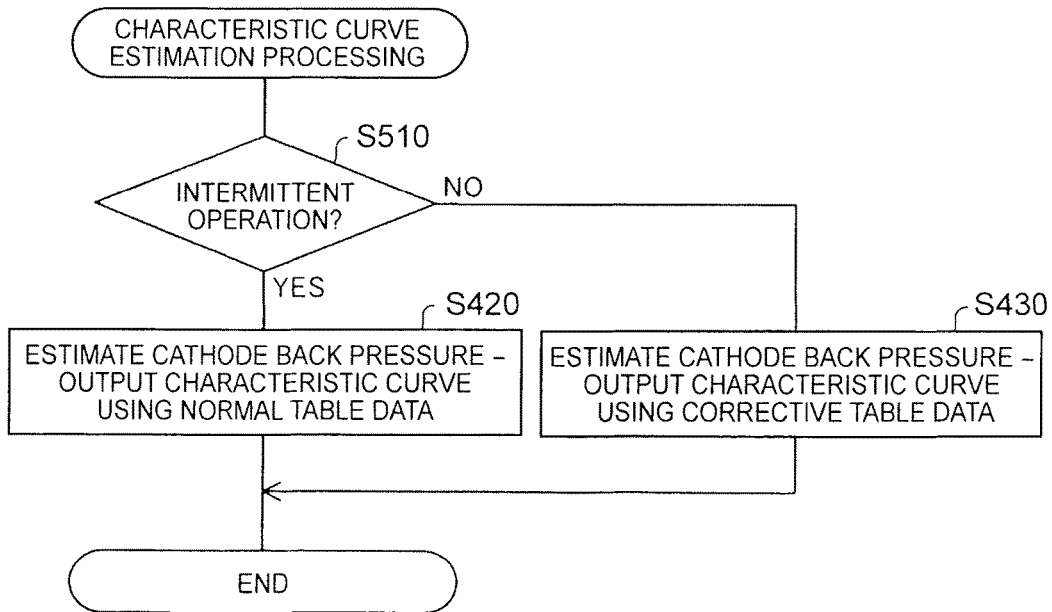 CHARACTERISTIC CURVE
ESTIMATION PROCESSING
S510
INTERMITTENT
OPERATION?
NO
YES
S420
ESTIMATE CATHODE BACK PRESSURE –
OUTPUT CHARACTERISTIC CURVE
USING NORMAL TABLE DATA
S430
ESTIMATE CATHODE BACK PRESSURE –
OUTPUT CHARACTERISTIC CURVE
USING CORRECTIVE TABLE DATA
END